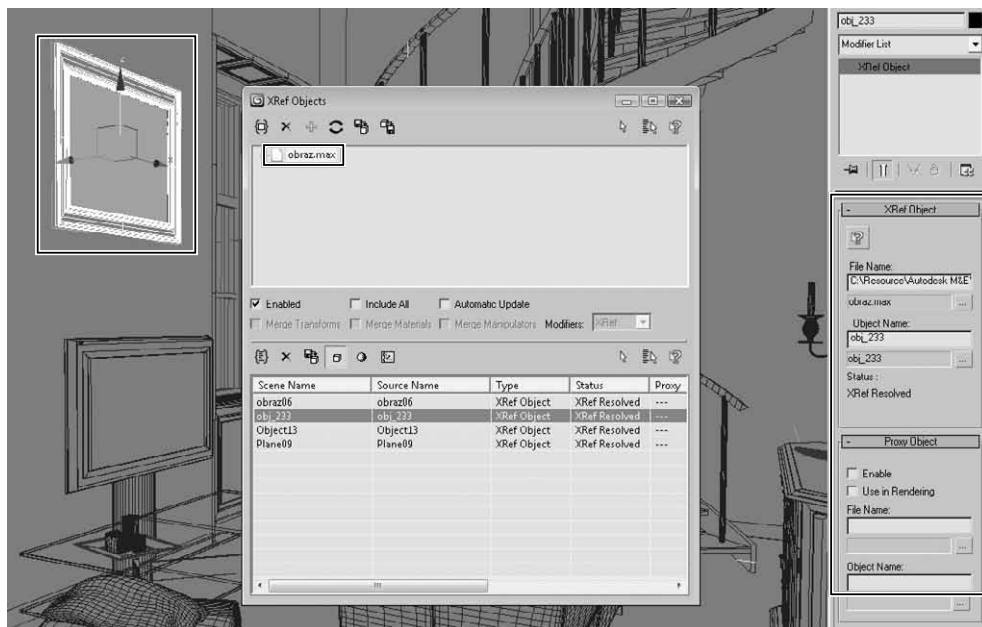 obj_233
Modifier List
XRef Object
XRef Objects
obraz.max
Enabled
Include All
Automatic Update
Merge Transforms
Merge Materials
Merge Manipulators
Modifiers:
XRef
Scene Name Source Name Type Status Proxy
obraz06 obraz06 XRef Object XRef Resolved ---
obj_233 obj_233 XRef Object XRef Resolved ---
Object13 Object13 XRef Object XRef Resolved ---
Plane09 Plane09 XRef Object XRef Resolved ---
- XRef Object
File Name:
C:\Resource\Autodesk M&E\
obraz.max ...
Object Name:
obj_233
obj_233 ...
Status :
XRef Resolved
- Proxy Object
Enable
Use in Rendering
File Name:
...
Object Name:
...